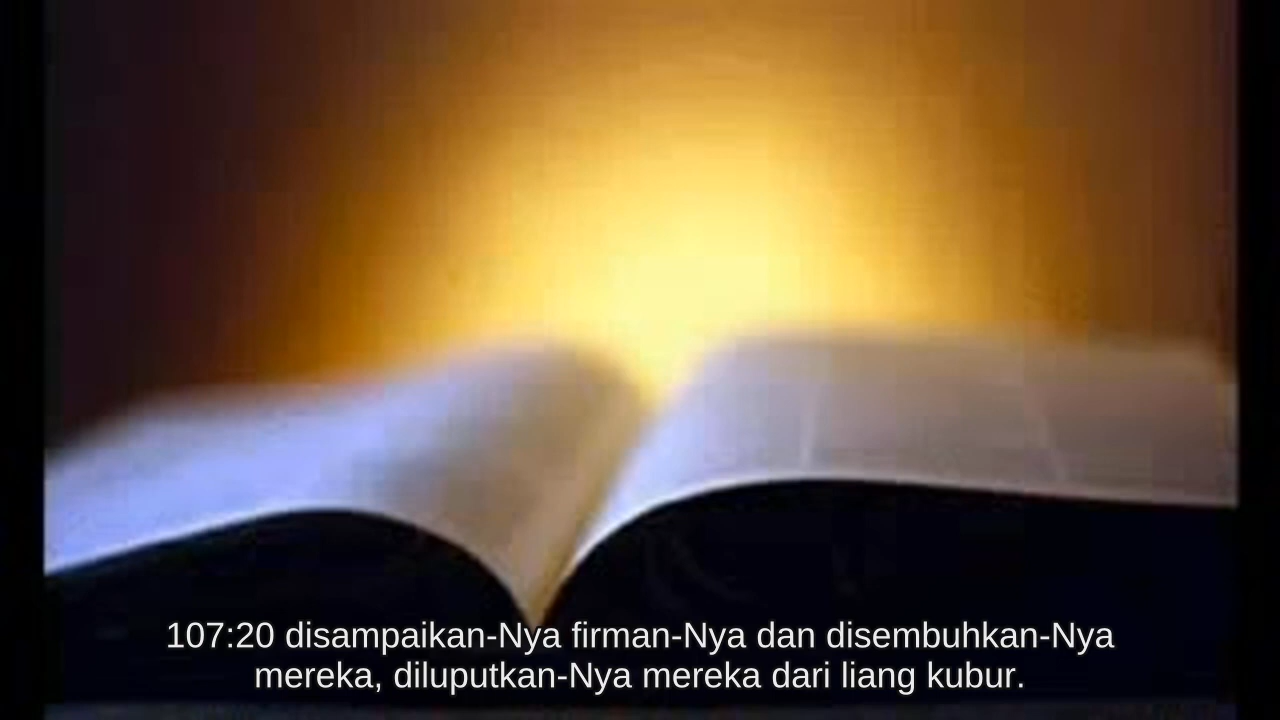 107:20 disampaikan-Nya firman-Nya dan disembuhkan-Nya
mereka, diluputkan-Nya mereka dari liang kubur.